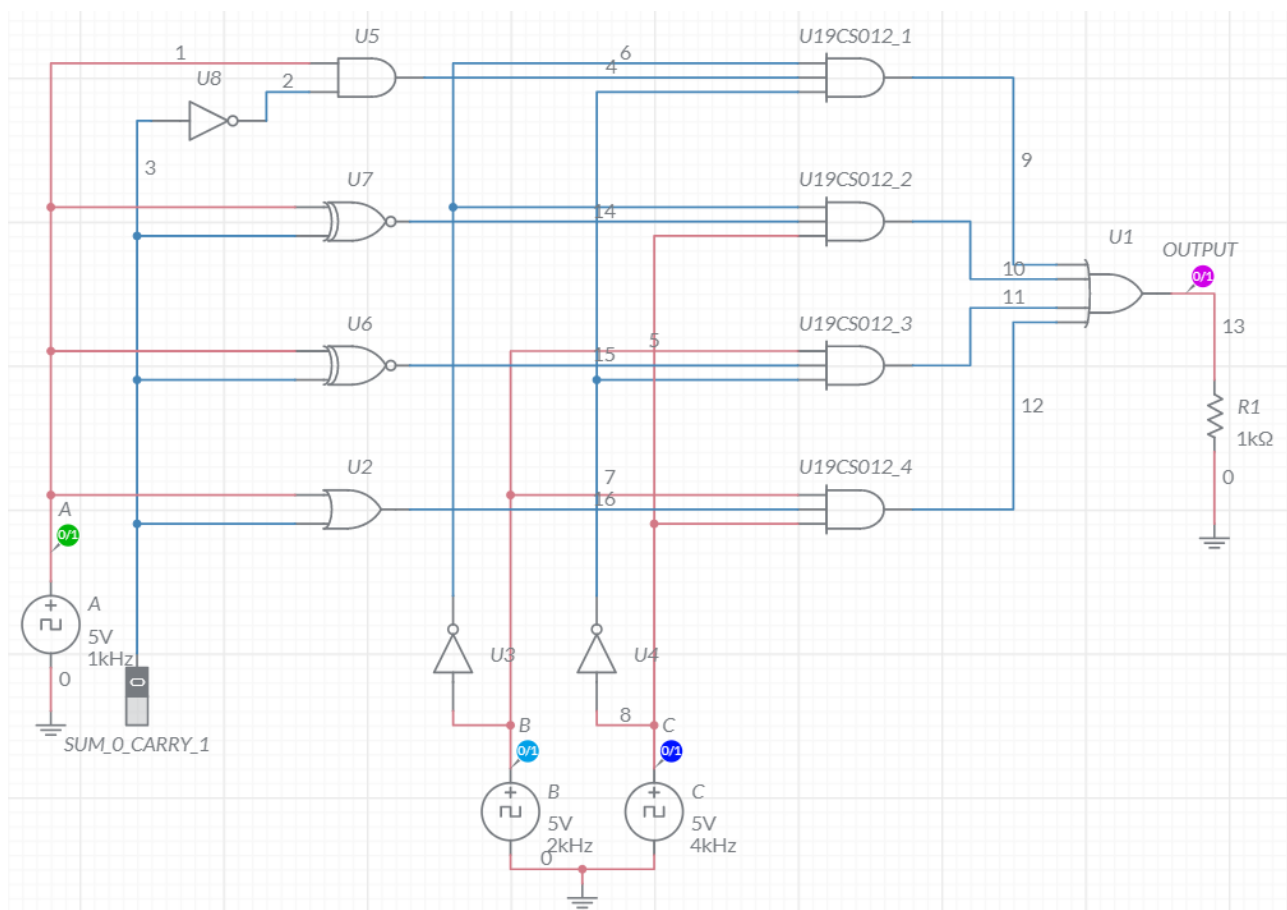 U5
U19CS012_1
1
6
4
U8
2
3
9
U7
U19CS012_2
14
U1
OUTPUT
0/1
10
11
13
U6
U19CS012_3
5
15
12
R1
1kΩ
0
U2
U19CS012_4
7
16
A
0/1
A
5V
1kHz
0
SUM_0_CARRY_1
U3
U4
8
B
0/1
C
0/1
B
5V
2kHz
0
C
5V
4kHz